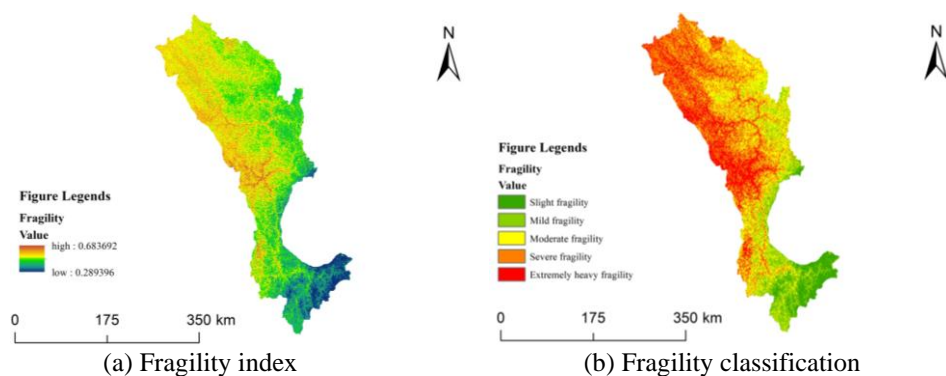 N
Figure Legends
Fragility
Value
high : 0.683692
low : 0.289396
0 175 350 km
(a) Fragility index
N
Figure Legends
Fragility
Value
Slight fragility
Mild fragility
Moderate fragility
Severe fragility
Extremely heavy fragility
0 175 350 km
(b) Fragility classification